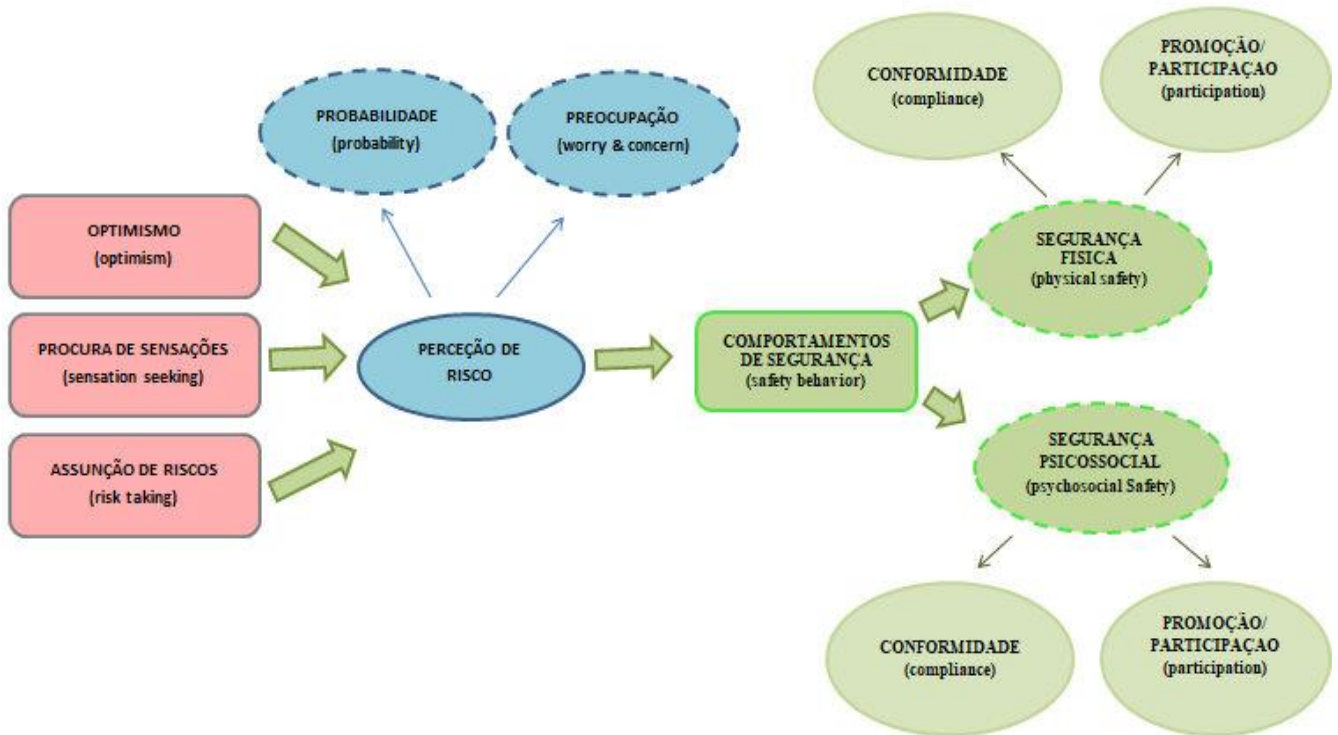 CONFORMIDADE
(compliance)
PROMOÇÃO/
PARTICIPAÇAO
(participation)
PROBABILIDADE
(probability)
PREOCUPAÇÃO
(worry & concern)
OPTIMISMO
(optimism)
SEGURANÇA
FISICA
(physical safety)
PROCURA DE SENSAÇÕES
(sensation seeking)
PERCEÇÃO DE
RISCO
COMPORTAMENTOS
DE SEGURANÇA
(safety behavior)
ASSUNÇÃO DE RISCOS
(risk taking)
SEGURANÇA
PSICOSSOCIAL
(psychosocial Safety)
CONFORMIDADE
(compliance)
PROMOÇÃO/
PARTICIPAÇAO
(participation)